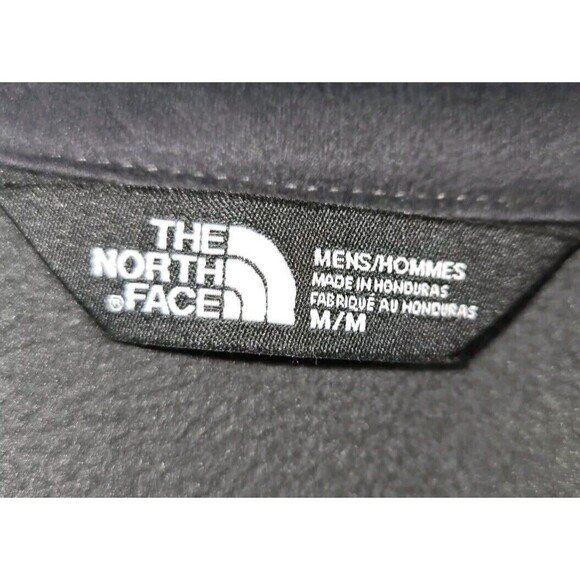 THE
NORTH
®FACE
MENS/HOMMES
MADE IN HONDURAS
FABRIQUÉ AU HONDURAS
M/M